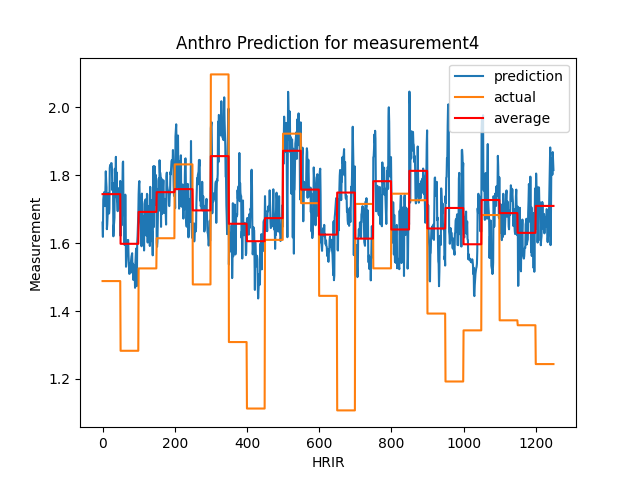 Anthro Prediction for measurement4
prediction
actual
average
Measurement
2.0
1.8
1.6
1.4
1.2
0 200 400 600 800 1000 1200
HRIR